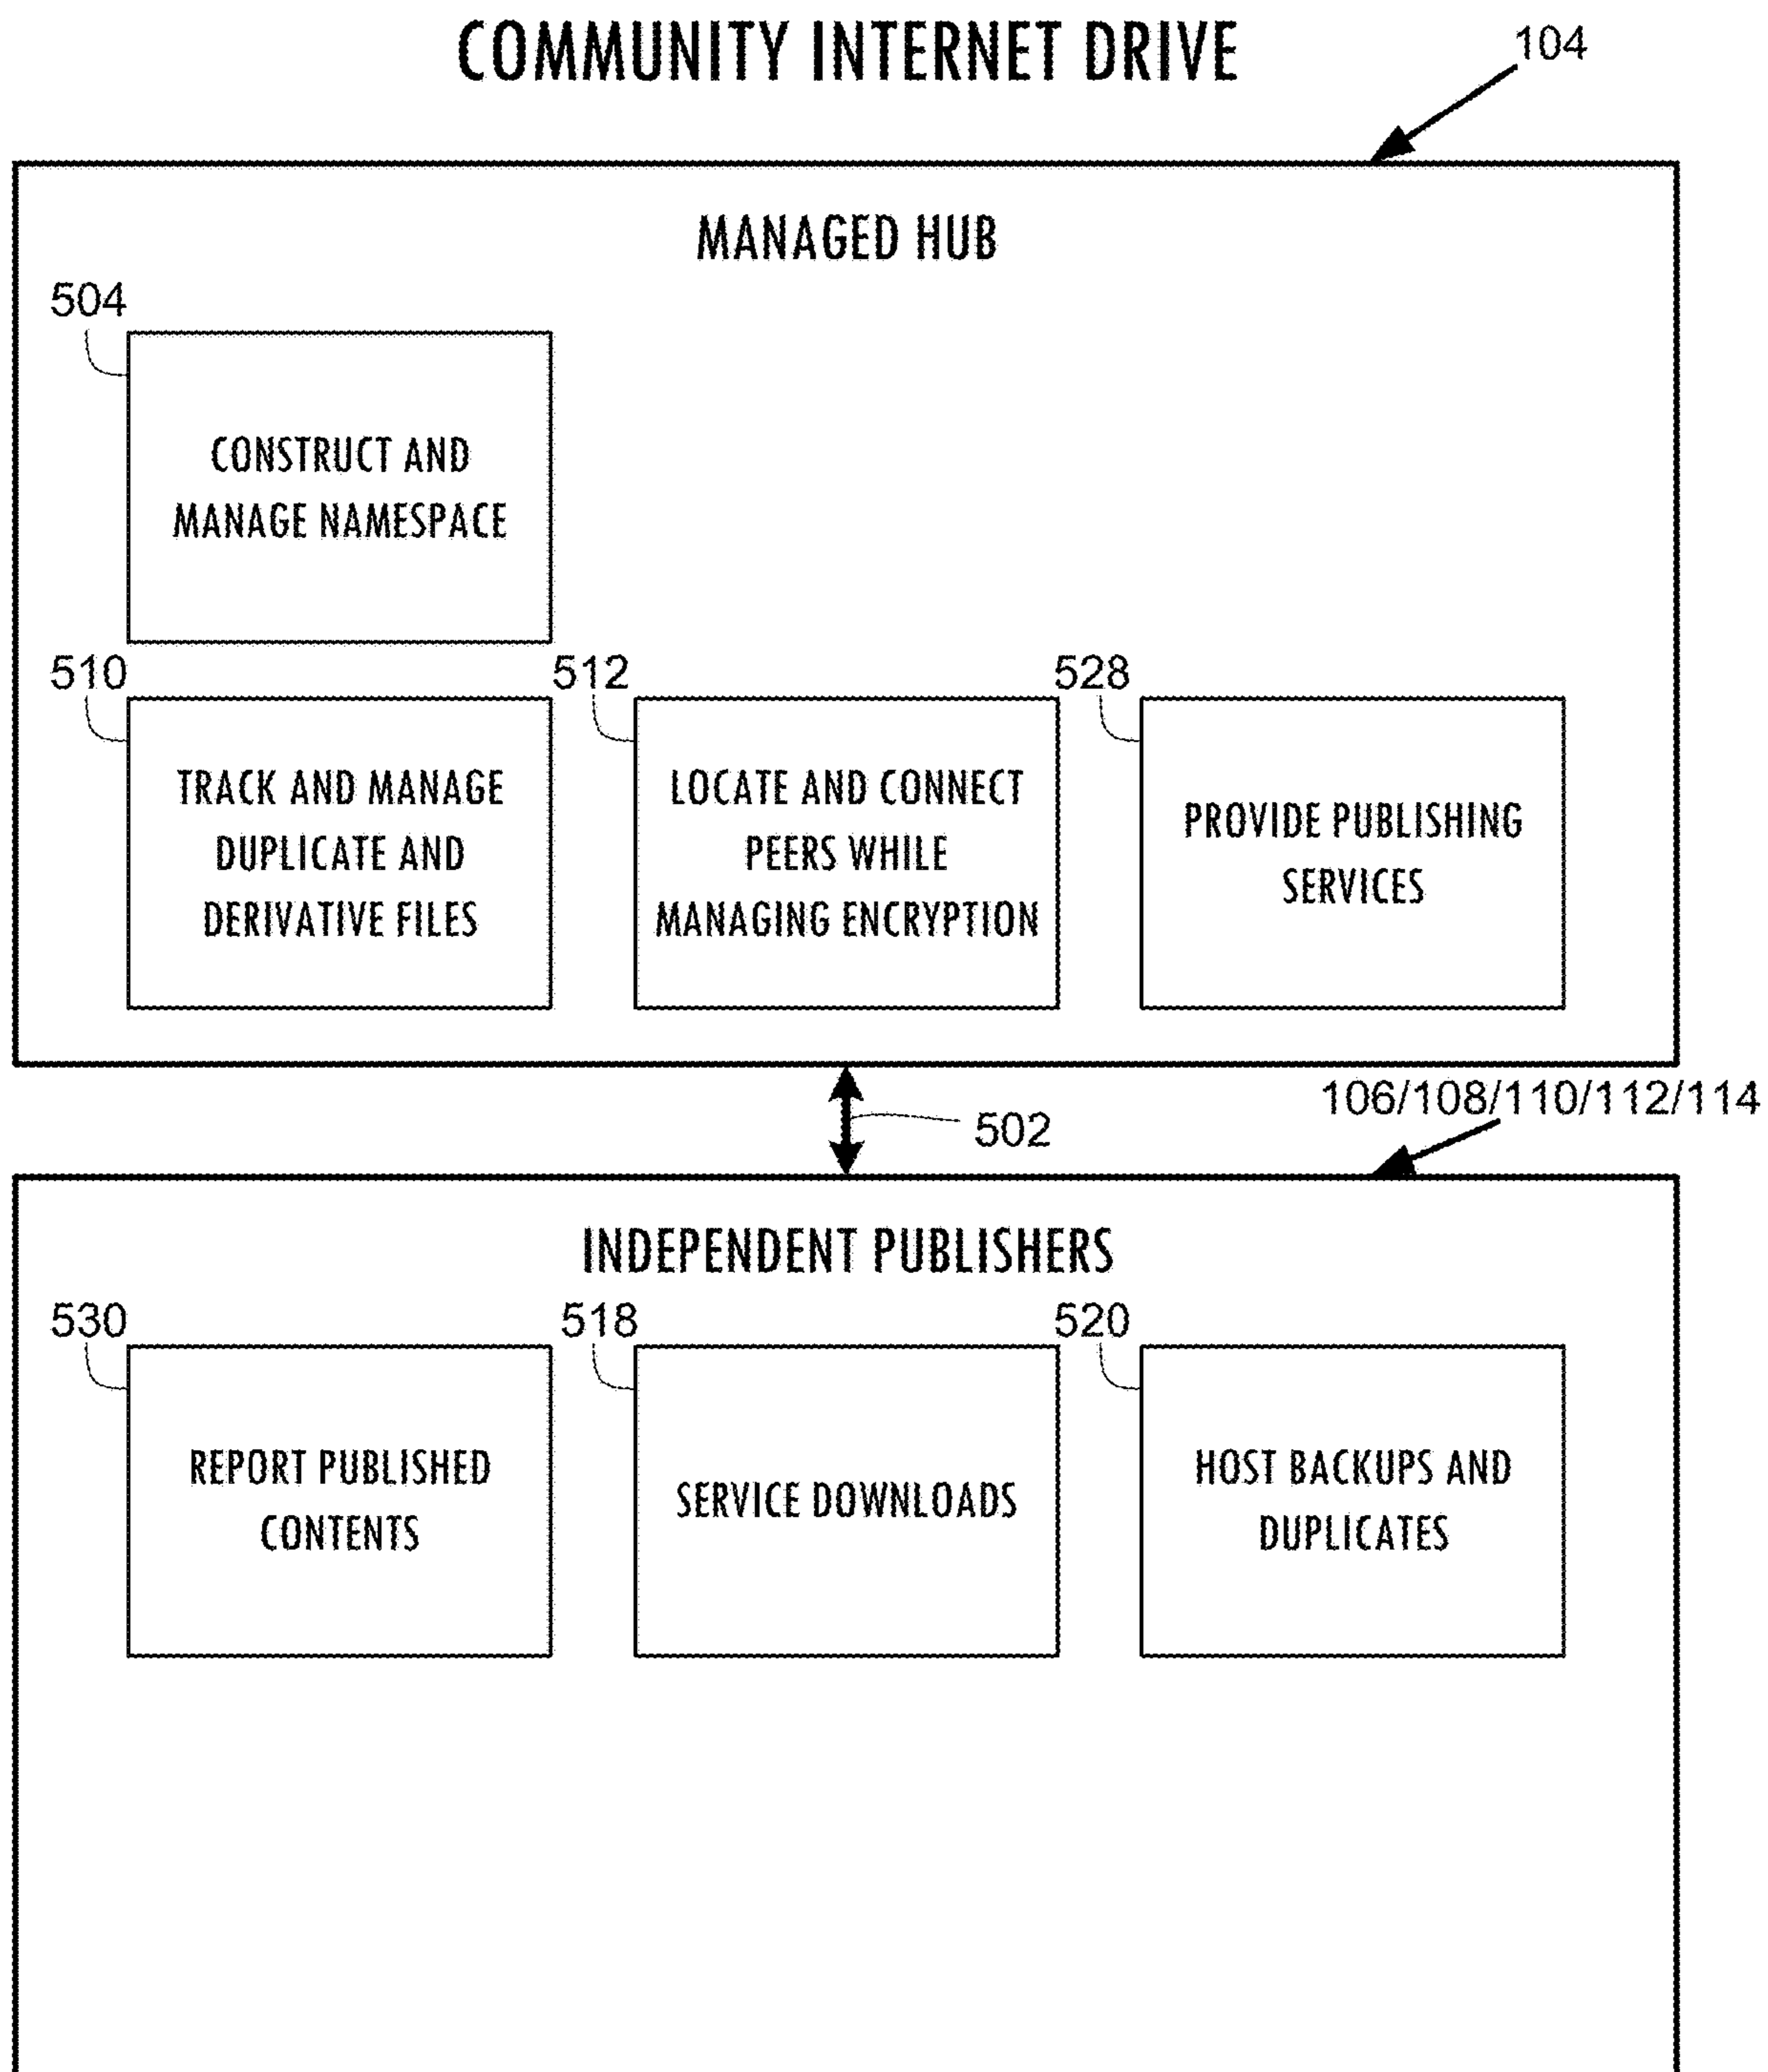 COMMUNITY INTERNET DRIVE
104
MANAGED HUB
504
CONSTRUCT AND
MANAGE NAMESPACE
510
TRACK AND MANAGE
DUPLICATE AND
DERIVATIVE FILES
512
LOCATE AND CONNECT
PEERS WHILE
MANAGING ENCRYPTION
528
PROVIDE PUBLISHING
SERVICES
502
106/108/110/112/114
INDEPENDENT PUBLISHERS
530
REPORT PUBLISHED
CONTENTS
518
SERVICE DOWNLOADS
520
HOST BACKUPS AND
DUPLICATES